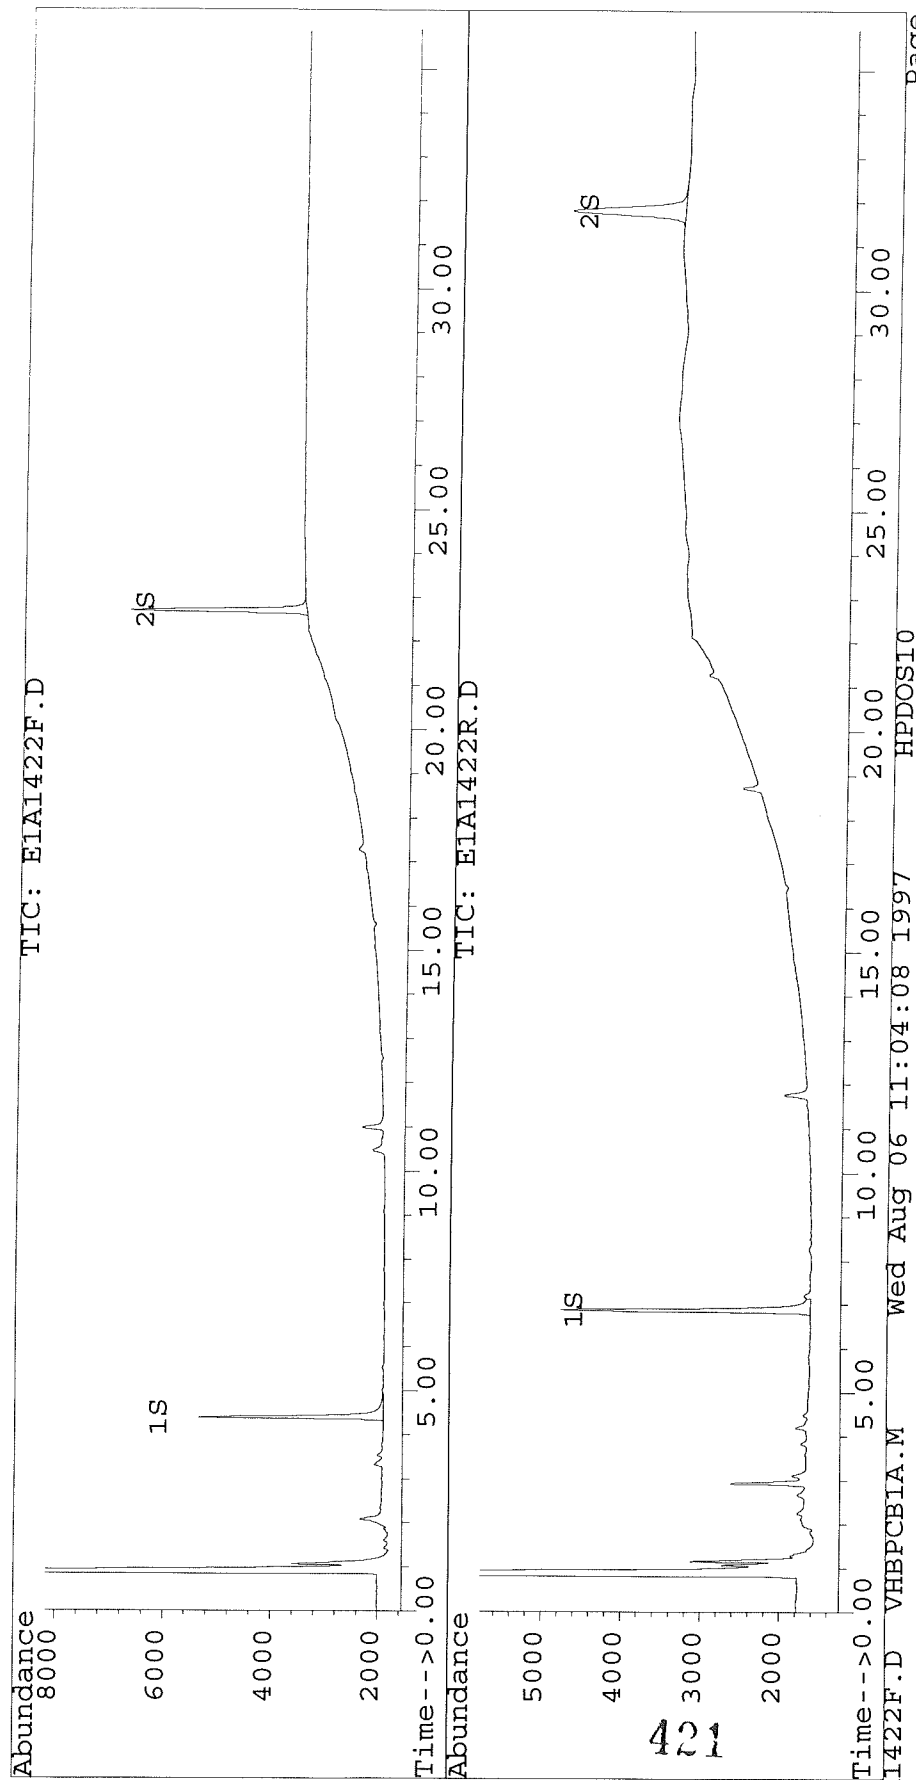 TIC: E1A1422F.D
Abundance
8000
6000
4000
2000
1S
2S
Time-->0.00 5.00 10.00 15.00 20.00 25.00 30.00
TIC: E1A1422R.D
Abundance
5000
4000
3000
2000
1S
2S
Time-->0.00 5.00 10.00 15.00 20.00 25.00 30.00
1422F.D VHBPCB1A.M Wed Aug 06 11:04:08 1997 HPDOS10 Page
421